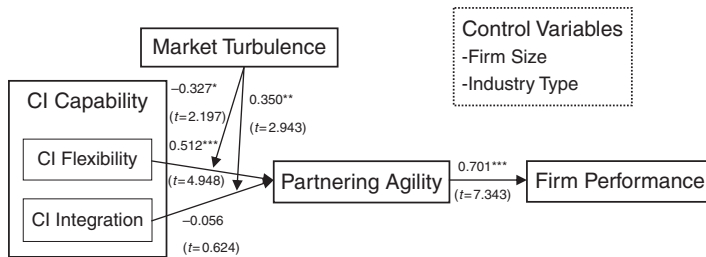 Market Turbulence
Control Variables
-Firm Size
-Industry Type
CI Capability
−0.327*
(t=2.197)
0.350**
(t=2.943)
CI Flexibility
0.512***
(t=4.948)
Partnering Agility
0.701***
(t=7.343)
Firm Performance
CI Integration
−0.056
(t=0.624)